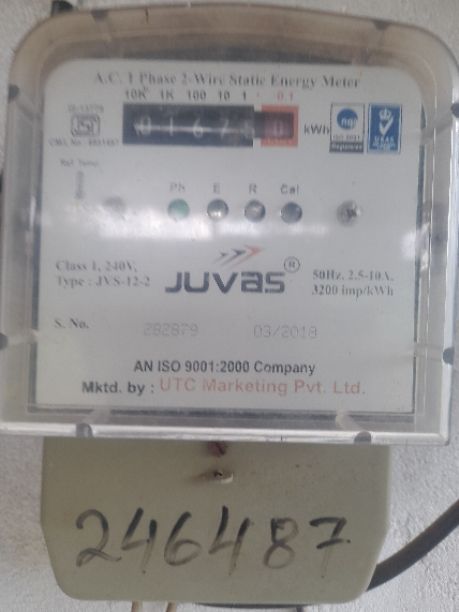 A.C. 1 Phase 2-Wire Static Energy Meter
10K 1K 100 10 1 0.1
kWh
Ph E R Cal
Class 1, 240V,
Type : JVS-12-2
JUVAS®
50Hz, 2.5-10A,
3200 imp/kWh
S. No. 282879 03/2018
AN ISO 9001:2000 Company
Mktd. by : UTC Marketing Pvt. Ltd.
246487